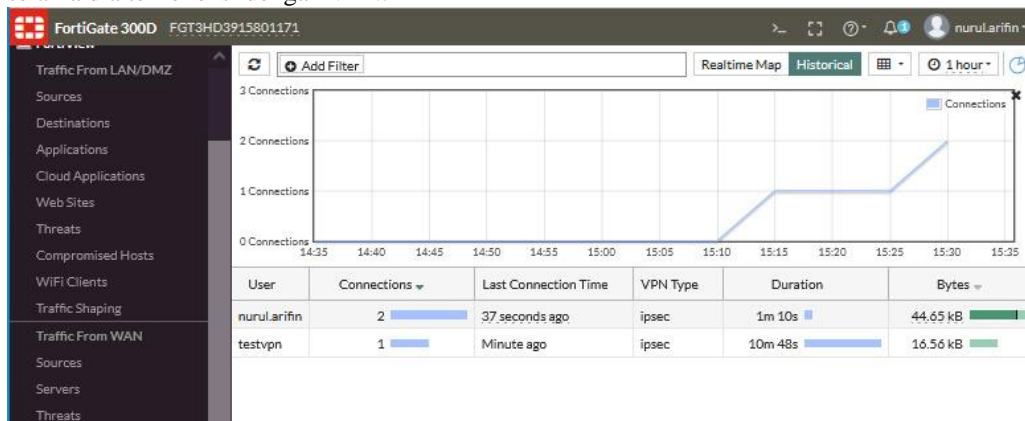 FortiGate 300D FGT3HD3915801171
>_ nurul.arifin
FortiView
Traffic From LAN/DMZ
Sources
Destinations
Applications
Cloud Applications
Web Sites
Threats
Compromised Hosts
WiFi Clients
Traffic Shaping
Traffic From WAN
Sources
Servers
Threats
Add Filter
Realtime Map Historical 1 hour
3 Connections
2 Connections
1 Connections
0 Connections
Connections
14:35 14:40 14:45 14:50 14:55 15:00 15:05 15:10 15:15 15:20 15:25 15:30 15:35
User Connections Last Connection Time VPN Type Duration Bytes
nurul.arifin 2 37 seconds ago ipsec 1m 10s 44.65 kB
testvpn 1 Minute ago ipsec 10m 48s 16.56 kB